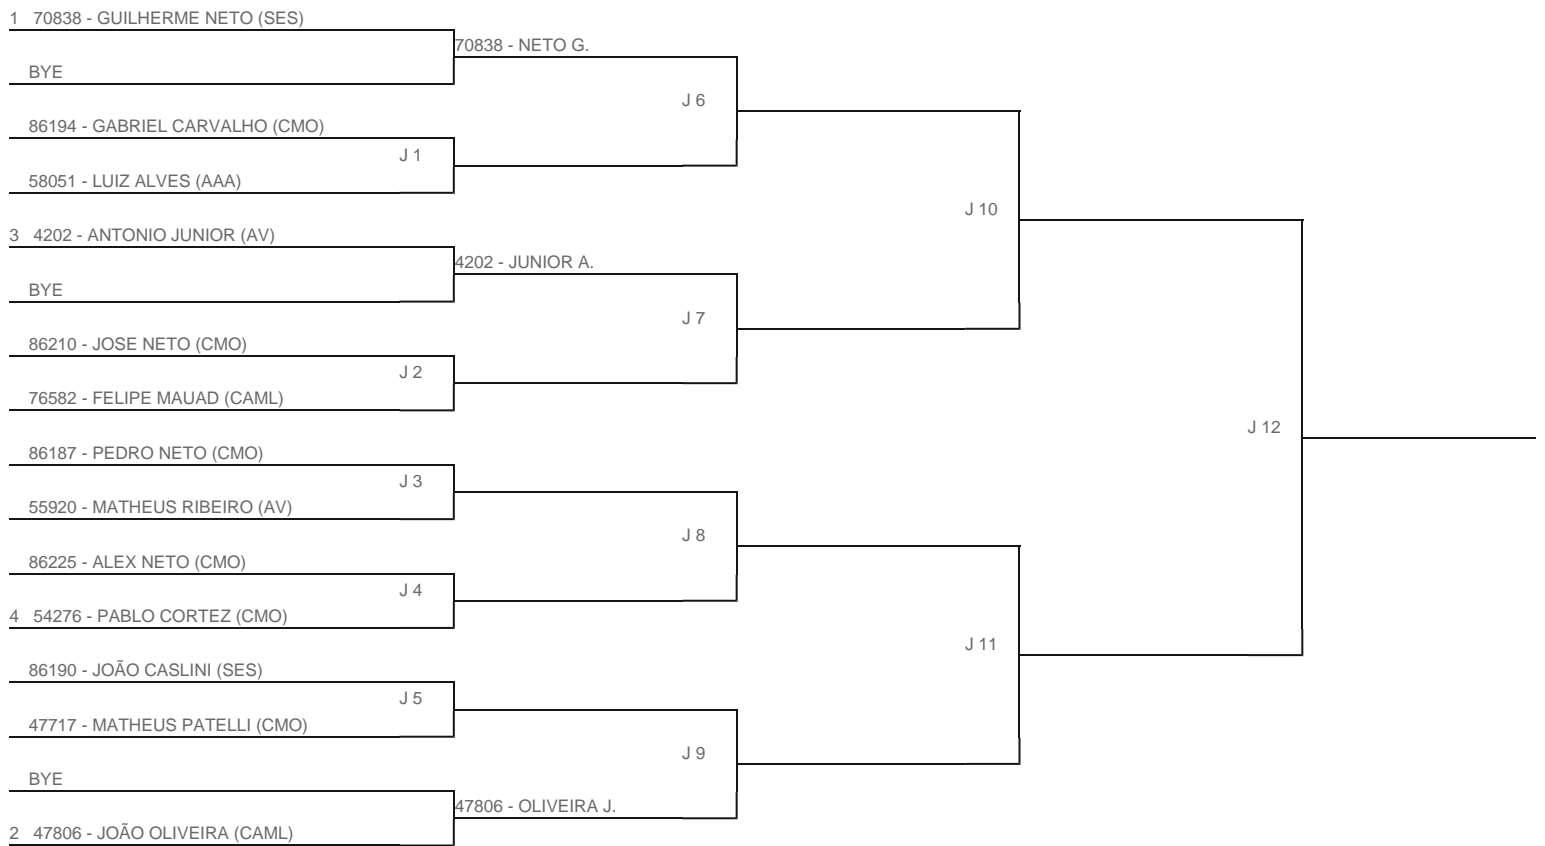 1 70838 - GUILHERME NETO (SES)
70838 - NETO G.
BYE
J 6
86194 - GABRIEL CARVALHO (CMO)
J 1
58051 - LUIZ ALVES (AAA)
J 10
3 4202 - ANTONIO JUNIOR (AV)
4202 - JUNIOR A.
BYE
J 7
86210 - JOSE NETO (CMO)
J 2
76582 - FELIPE MAUAD (CAML)
J 12
86187 - PEDRO NETO (CMO)
J 3
55920 - MATHEUS RIBEIRO (AV)
J 8
86225 - ALEX NETO (CMO)
J 4
4 54276 - PABLO CORTEZ (CMO)
J 11
86190 - JOÃO CASLINI (SES)
J 5
47717 - MATHEUS PATELLI (CMO)
J 9
BYE
47806 - OLIVEIRA J.
2 47806 - JOÃO OLIVEIRA (CAML)